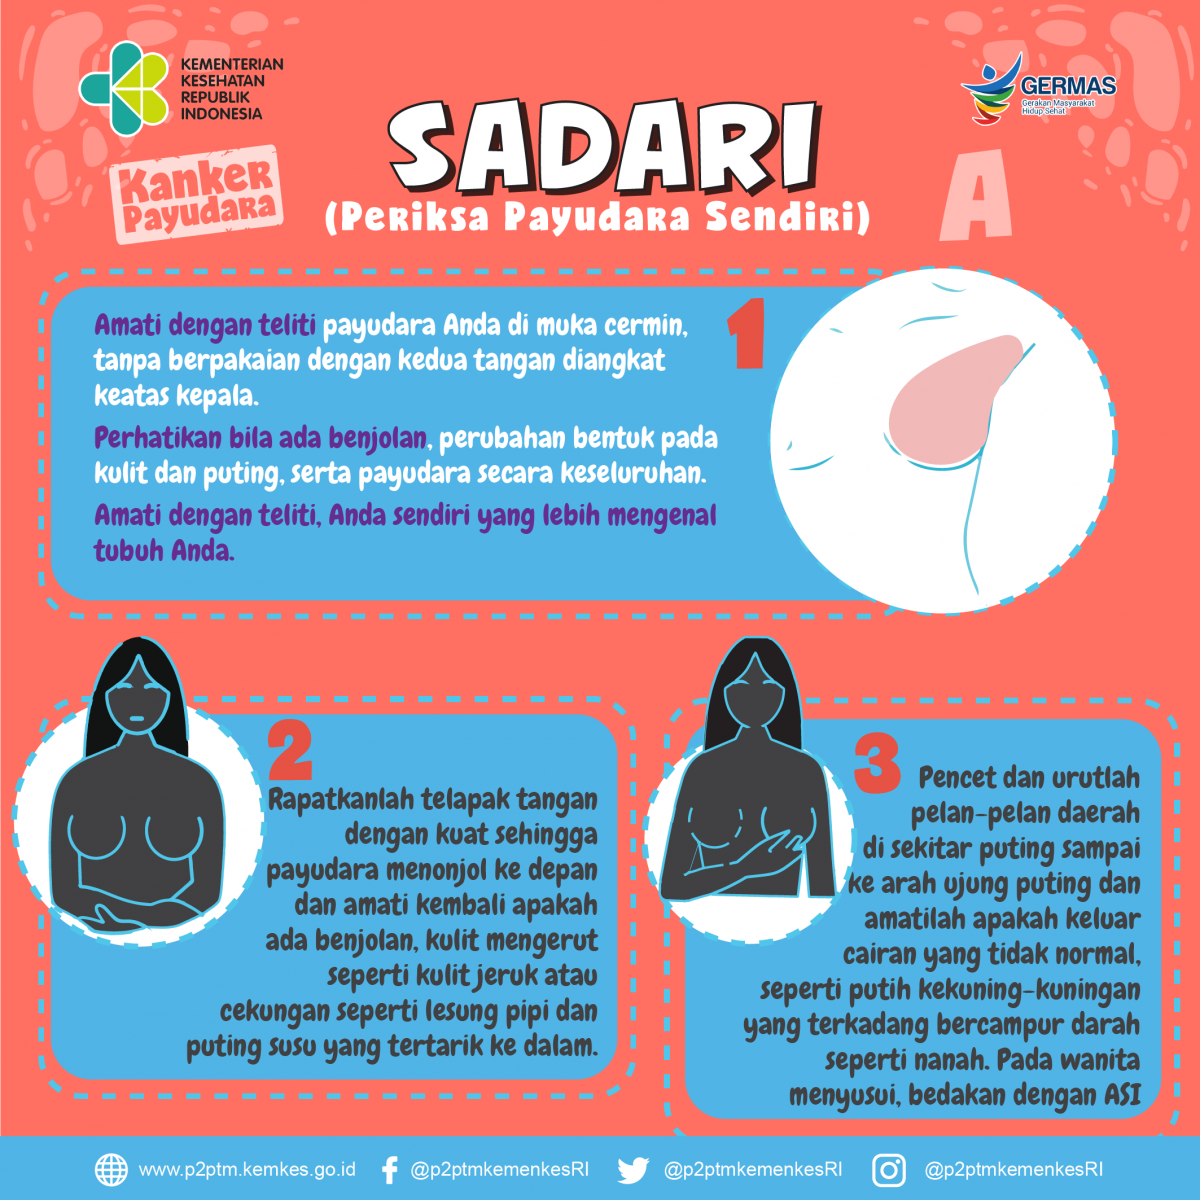 KEMENTERIAN
KESEHATAN
REPUBLIK
INDONESIA
GERMAS
Gerakan Masyarakat
Hidup Sehat
Kanker
Payudara
SADARI
(Periksa Payudara Sendiri)
A
1
Amati dengan teliti payudara Anda di muka cermin,
tanpa berpakaian dengan kedua tangan diangkat
keatas kepala.
Perhatikan bila ada benjolan, perubahan bentuk pada
kulit dan puting, serta payudara secara keseluruhan.
Amati dengan teliti, Anda sendiri yang lebih mengenal
tubuh Anda.
2
Rapatkanlah telapak tangan
dengan kuat sehingga
payudara menonjol ke depan
dan amati kembali apakah
ada benjolan, kulit mengerut
seperti kulit jeruk atau
cekungan seperti lesung pipi dan
puting susu yang tertarik ke dalam.
3
Pencet dan urutlah
pelan-pelan daerah
di sekitar puting sampai
ke arah ujung puting dan
amatilah apakah keluar
cairan yang tidak normal,
seperti putih kekuning-kuningan
yang terkadang bercampur darah
seperti nanah. Pada wanita
menyusui, bedakan dengan ASI
www.p2ptm.kemkes.go.id
@p2ptmkemenkesRI
@p2ptmkemenkesRI
@p2ptmkemenkesRI